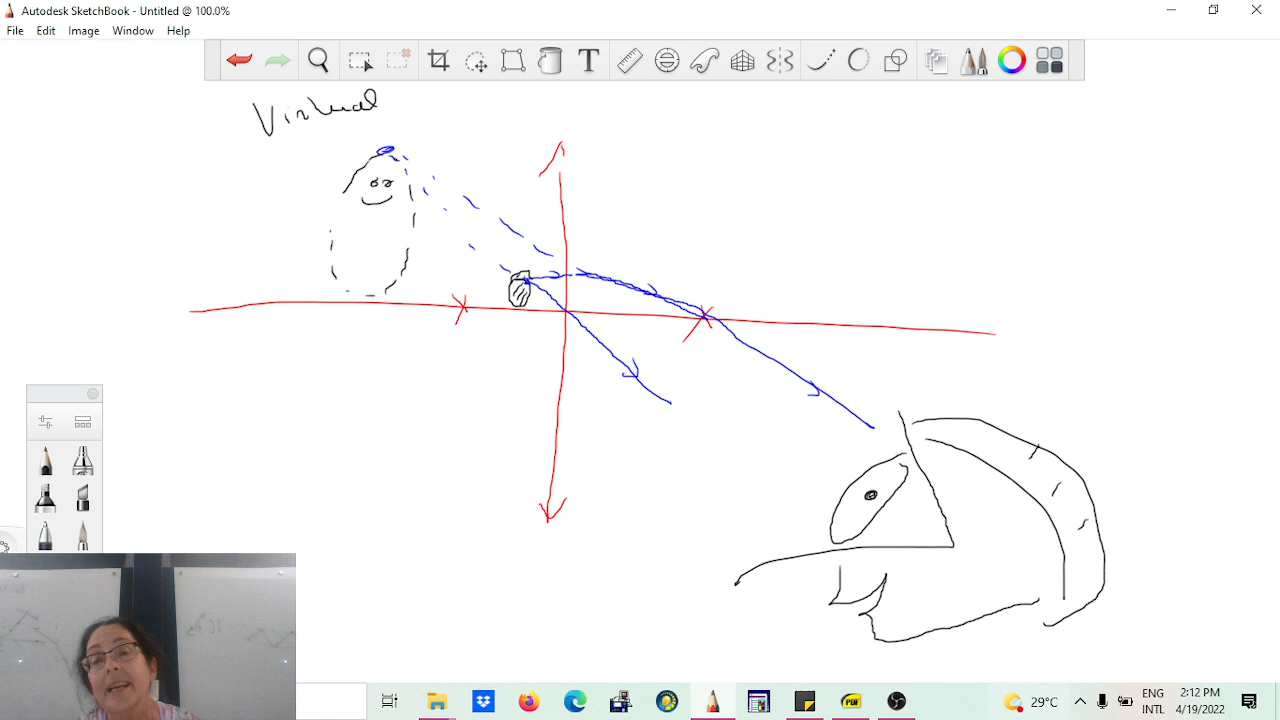 Autodesk SketchBook - Untitled @ 100.0%
File Edit Image Window Help
T
Virtual
PDF
29°C
ENG
INTL
2:12 PM
4/19/2022